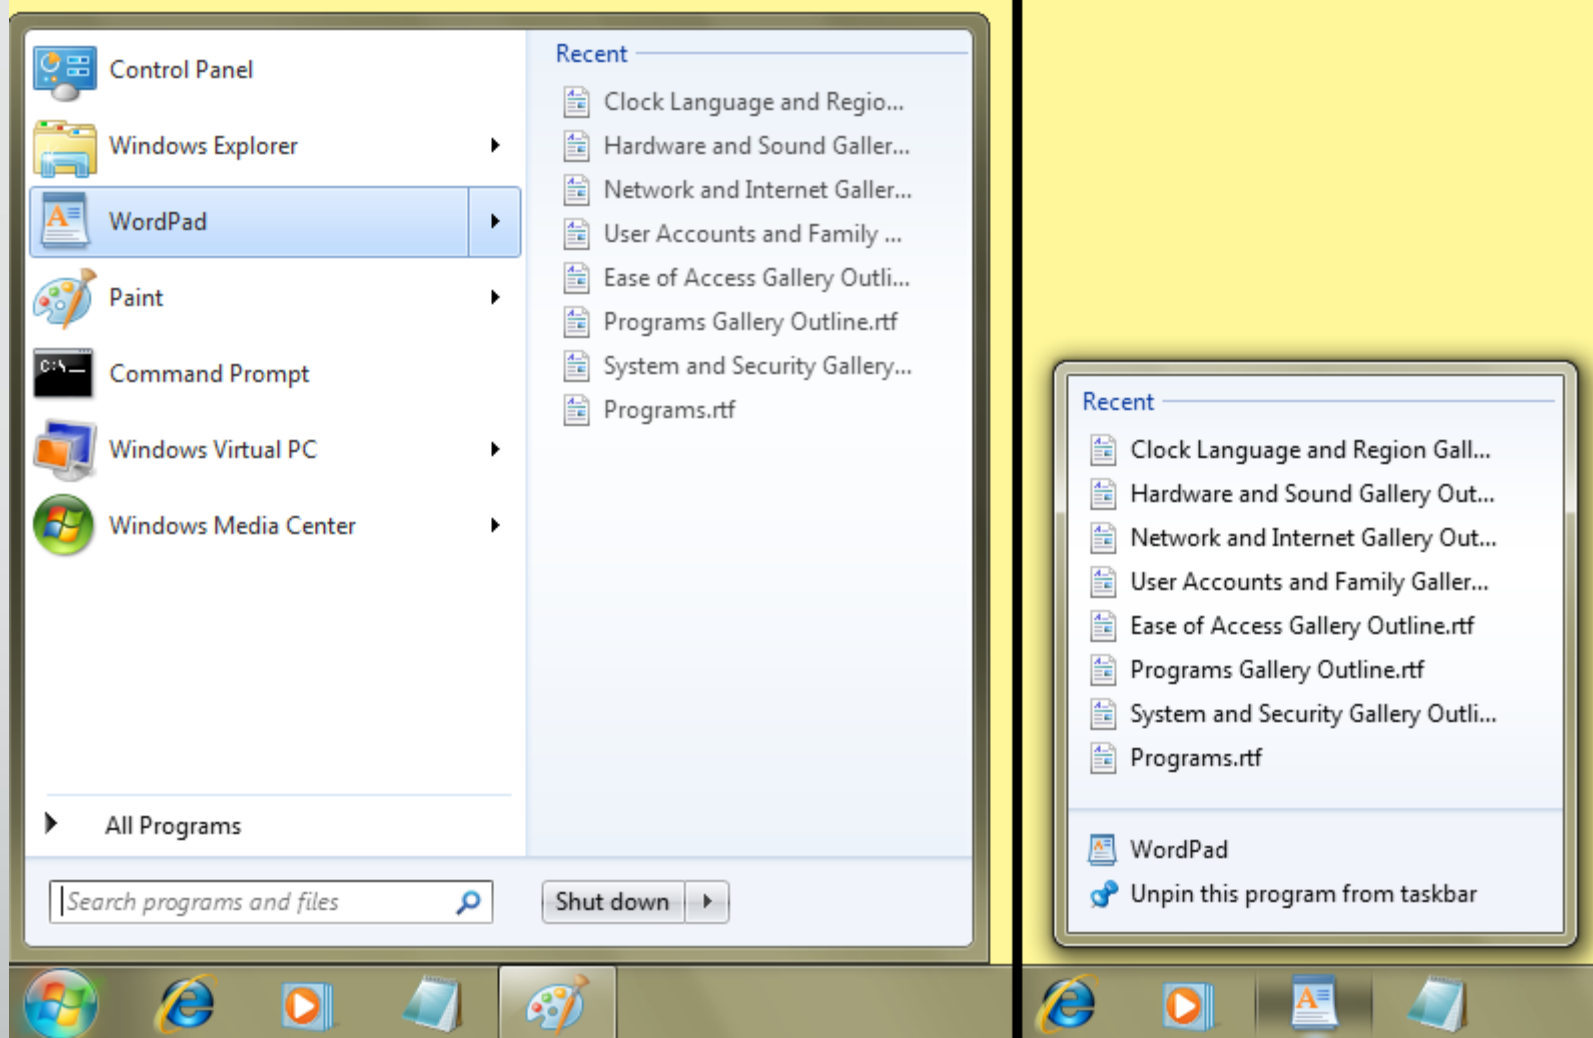 Control Panel
Windows Explorer
WordPad
Paint
C:\_
Command Prompt
Windows Virtual PC
Windows Media Center
All Programs
Search programs and files
Recent
Clock Language and Regio...
Hardware and Sound Galler...
Network and Internet Galler...
User Accounts and Family ...
Ease of Access Gallery Outli...
Programs Gallery Outline.rtf
System and Security Gallery...
Programs.rtf
Shut down
Recent
Clock Language and Region Gall...
Hardware and Sound Gallery Out...
Network and Internet Gallery Out...
User Accounts and Family Galler...
Ease of Access Gallery Outline.rtf
Programs Gallery Outline.rtf
System and Security Gallery Outli...
Programs.rtf
WordPad
Unpin this program from taskbar